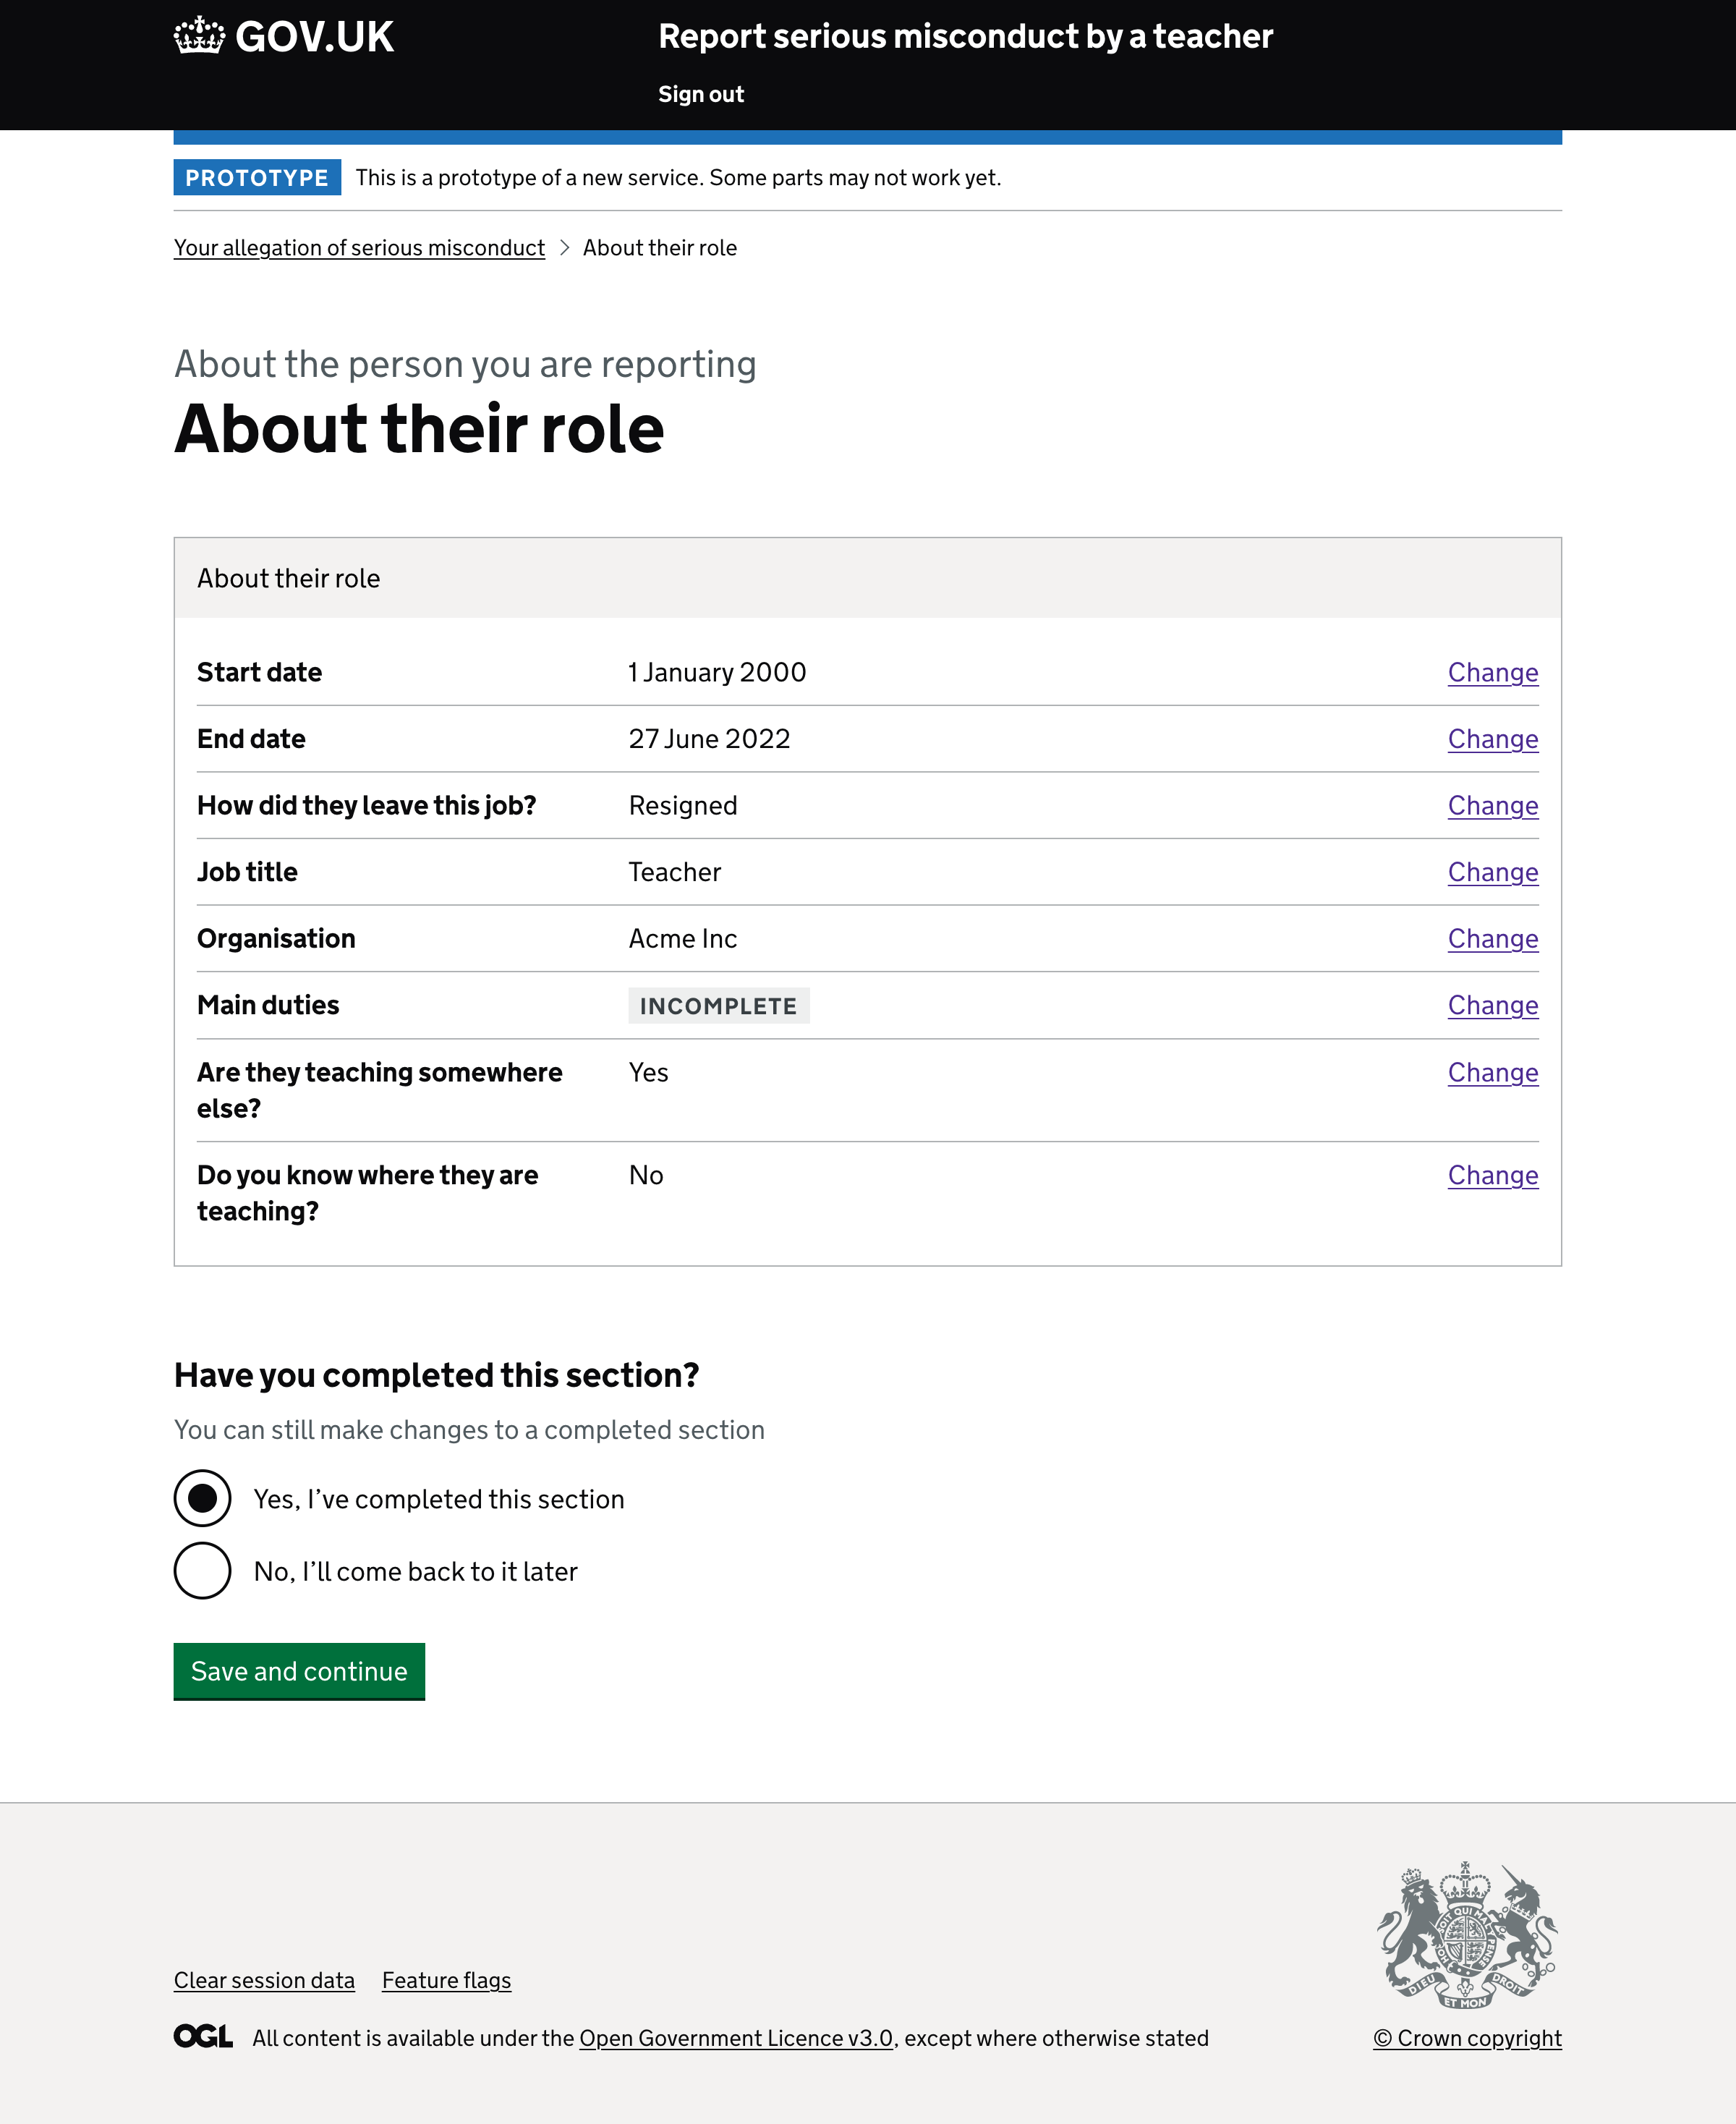 GOV.UK
Report serious misconduct by a teacher
Sign out
PROTOTYPE This is a prototype of a new service. Some parts may not work yet.
Your allegation of serious misconduct > About their role
About the person you are reporting
About their role
About their role
Start date 1 January 2000 Change
End date 27 June 2022 Change
How did they leave this job? Resigned Change
Job title Teacher Change
Organisation Acme Inc Change
Main duties INCOMPLETE Change
Are they teaching somewhere Yes Change
else?
Do you know where they are No Change
teaching?
Have you completed this section?
You can still make changes to a completed section
Yes, I’ve completed this section
No, I’ll come back to it later
Save and continue
Clear session data Feature flags
DIEU ET MON DROIT
OGL All content is available under the Open Government Licence v3.0, except where otherwise stated
© Crown copyright